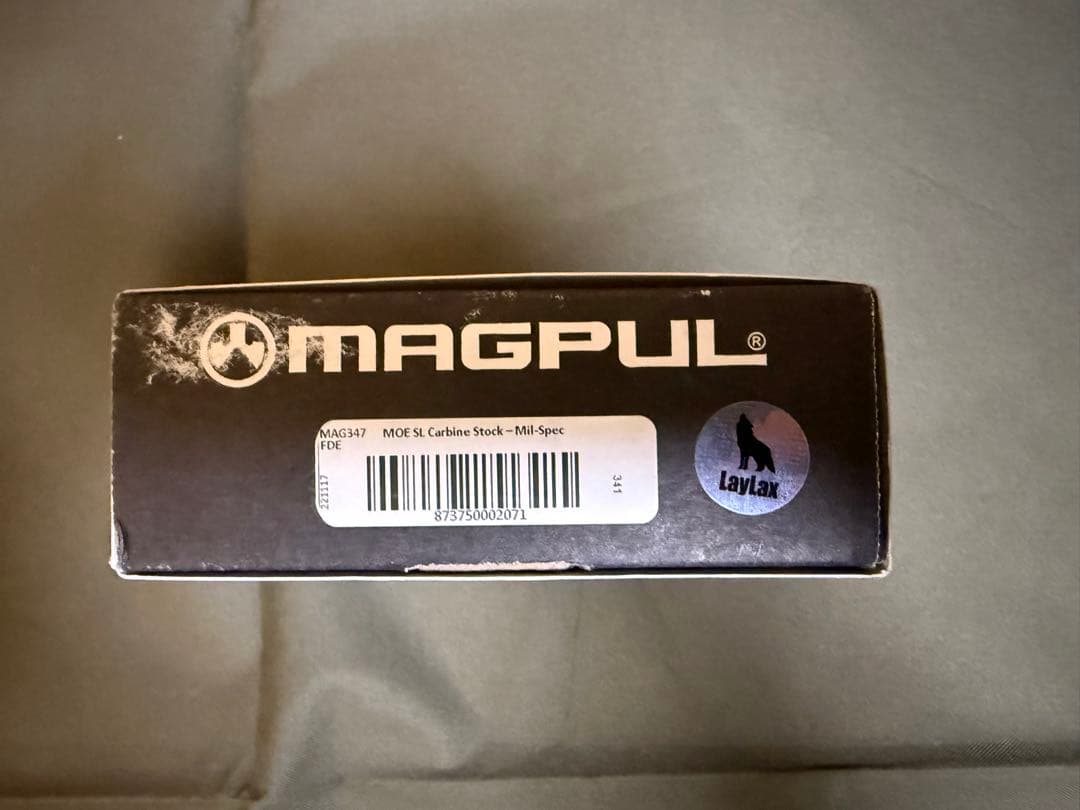 MAGPUL®
MAG347 MOE SL Carbine Stock – Mil-Spec
FDE
221117
341
873750002071
LayLax